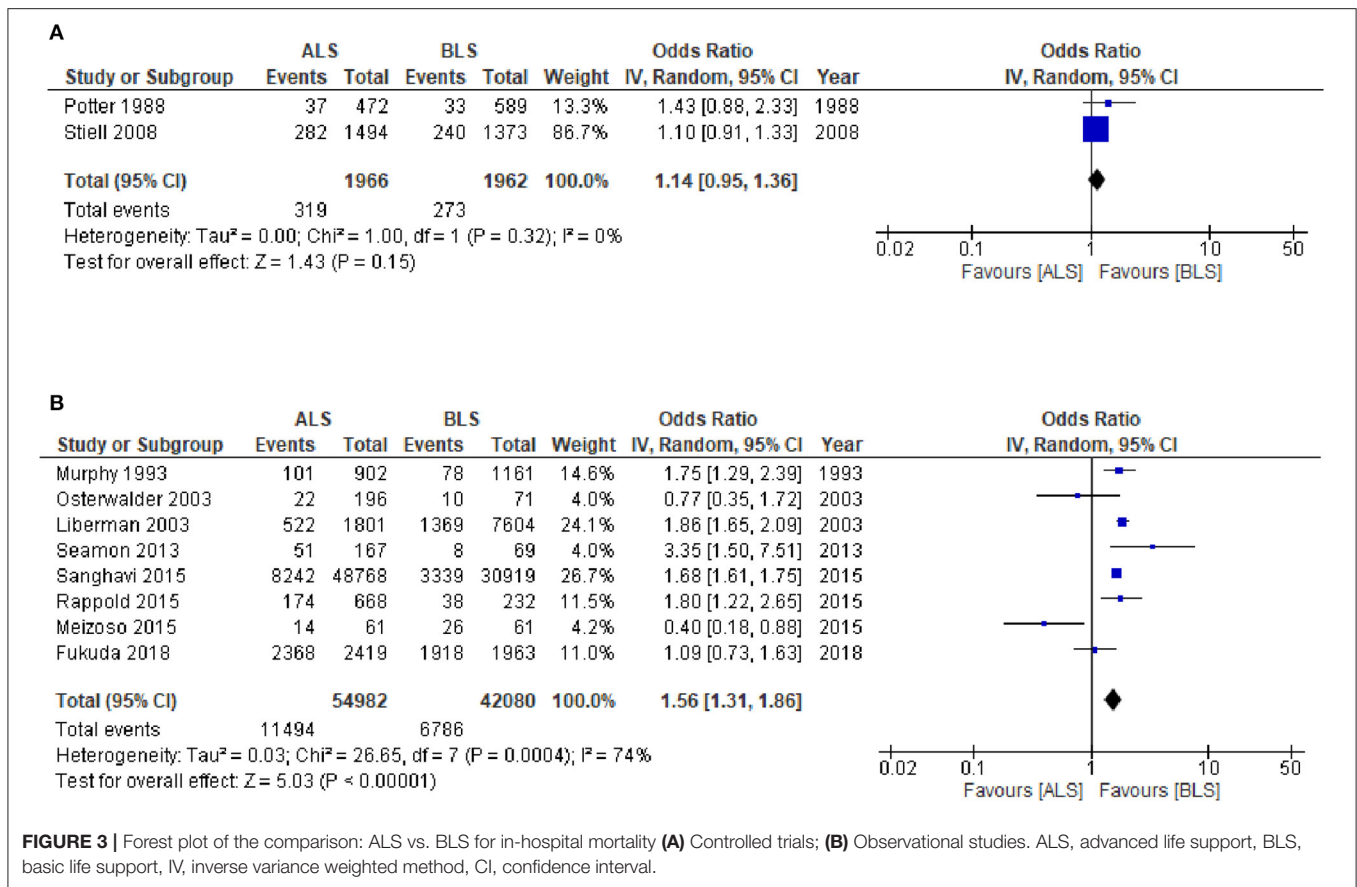 A
ALS BLS Odds Ratio Odds Ratio
Study or Subgroup Events Total Events Total Weight IV, Random, 95% CI Year IV, Random, 95% CI
Potter 1988 37 472 33 589 13.3% 1.43 [0.88, 2.33] 1988
Stiell 2008 282 1494 240 1373 86.7% 1.10 [0.91, 1.33] 2008
Total (95% CI) 1966 1962 100.0% 1.14 [0.95, 1.36]
Total events 319 273
Heterogeneity: Tau² = 0.00; Chi² = 1.00, df = 1 (P = 0.32); I² = 0%
Test for overall effect: Z = 1.43 (P = 0.15)
0.02 0.1 1 10 50
Favours [ALS] Favours [BLS]
B
ALS BLS Odds Ratio Odds Ratio
Study or Subgroup Events Total Events Total Weight IV, Random, 95% CI Year IV, Random, 95% CI
Murphy 1993 101 902 78 1161 14.6% 1.75 [1.29, 2.39] 1993
Osterwalder 2003 22 196 10 71 4.0% 0.77 [0.35, 1.72] 2003
Liberman 2003 522 1801 1369 7604 24.1% 1.86 [1.65, 2.09] 2003
Seamon 2013 51 167 8 69 4.0% 3.35 [1.50, 7.51] 2013
Sanghavi 2015 8242 48768 3339 30919 26.7% 1.68 [1.61, 1.75] 2015
Rappold 2015 174 668 38 232 11.5% 1.80 [1.22, 2.65] 2015
Meizoso 2015 14 61 26 61 4.2% 0.40 [0.18, 0.88] 2015
Fukuda 2018 2368 2419 1918 1963 11.0% 1.09 [0.73, 1.63] 2018
Total (95% CI) 54982 42080 100.0% 1.56 [1.31, 1.86]
Total events 11494 6786
Heterogeneity: Tau² = 0.03; Chi² = 26.65, df = 7 (P = 0.0004); I² = 74%
Test for overall effect: Z = 5.03 (P < 0.00001)
0.02 0.1 1 10 50
Favours [ALS] Favours [BLS]
FIGURE 3 | Forest plot of the comparison: ALS vs. BLS for in-hospital mortality (A) Controlled trials; (B) Observational studies. ALS, advanced life support, BLS,
basic life support, IV, inverse variance weighted method, CI, confidence interval.